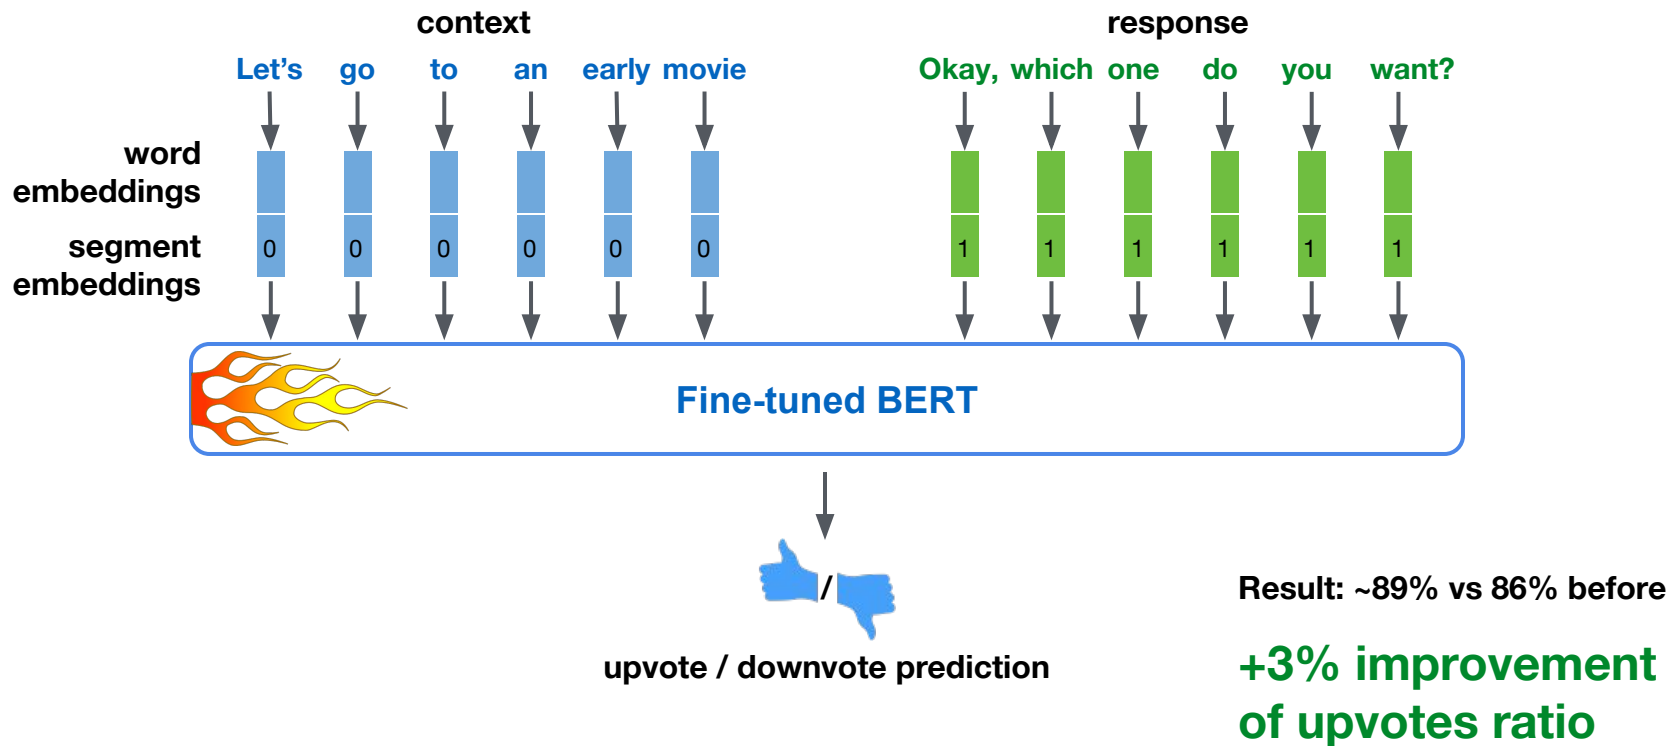 context response
Let's go to an early movie Okay, which one do you want?
word
embeddings
segment
embeddings
0 0 0 0 0 0 1 1 1 1 1 1
Fine-tuned BERT
/
upvote / downvote prediction
Result: ~89% vs 86% before
+3% improvement
of upvotes ratio